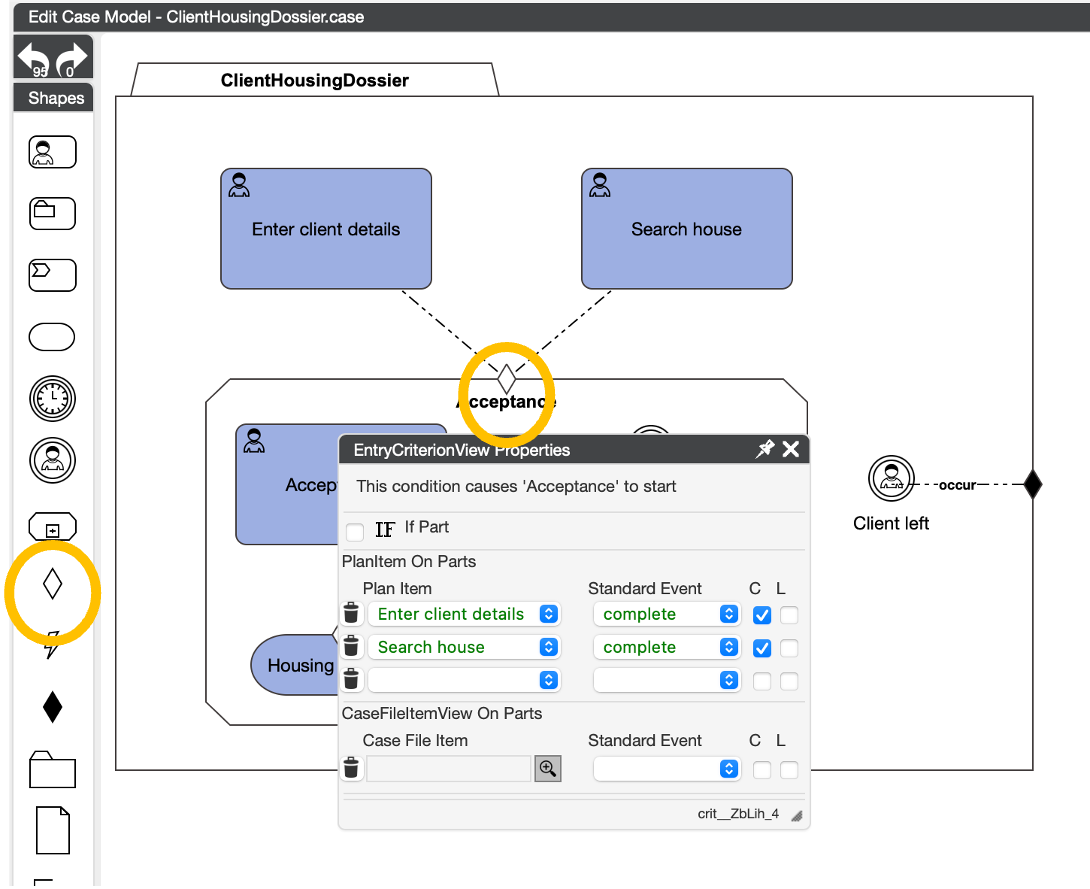 Edit Case Model - ClientHousingDossier.case
95 0
Shapes
ClientHousingDossier
Enter client details
Search house
Acceptance
Accep
EntryCriterionView Properties
This condition causes 'Acceptance' to start
IF If Part
PlanItem On Parts
Plan Item Standard Event C L
Enter client details complete
Search house complete
CaseFileItemView On Parts
Case File Item Standard Event C L
crit__ZbLih_4
Housing
occur
Client left